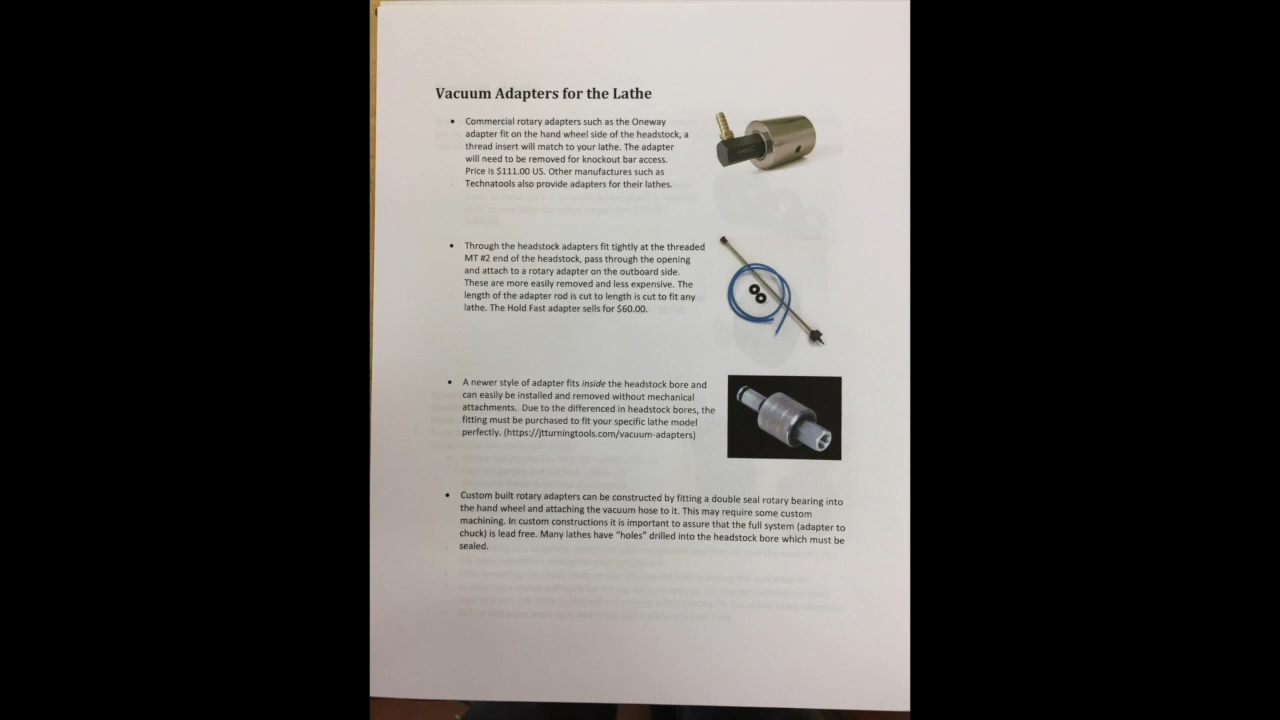 Vacuum Adapters for the Lathe
• Commercial rotary adapters such as the Oneway
adapter fit on the hand wheel side of the headstock, a
thread insert will match to your lathe. The adapter
will need to be removed for knockout bar access.
Price is $111.00 US. Other manufactures such as
Technatools also provide adapters for their lathes.
• Through the headstock adapters fit tightly at the threaded
MT #2 end of the headstock, pass through the opening
and attach to a rotary adapter on the outboard side.
These are more easily removed and less expensive. The
length of the adapter rod is cut to length is cut to fit any
lathe. The Hold Fast adapter sells for $60.00.
• A newer style of adapter fits inside the headstock bore and
can easily be installed and removed without mechanical
attachments. Due to the differenced in headstock bores, the
fitting must be purchased to fit your specific lathe model
perfectly. (https://jtturningtools.com/vacuum-adapters)
• Custom built rotary adapters can be constructed by fitting a double seal rotary bearing into
the hand wheel and attaching the vacuum hose to it. This may require some custom
machining. In custom constructions it is important to assure that the full system (adapter to
chuck) is lead free. Many lathes have "holes" drilled into the headstock bore which must be
sealed.